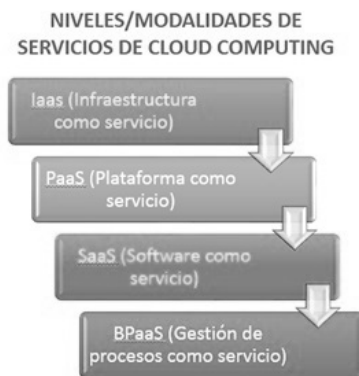 NIVELES/MODALIDADES DE
SERVICIOS DE CLOUD COMPUTING
Iaas (Infraestructura
como servicio)
PaaS (Plataforma como
servicio)
SaaS (Software como
servicio)
BPaaS (Gestión de
procesos como servicio)